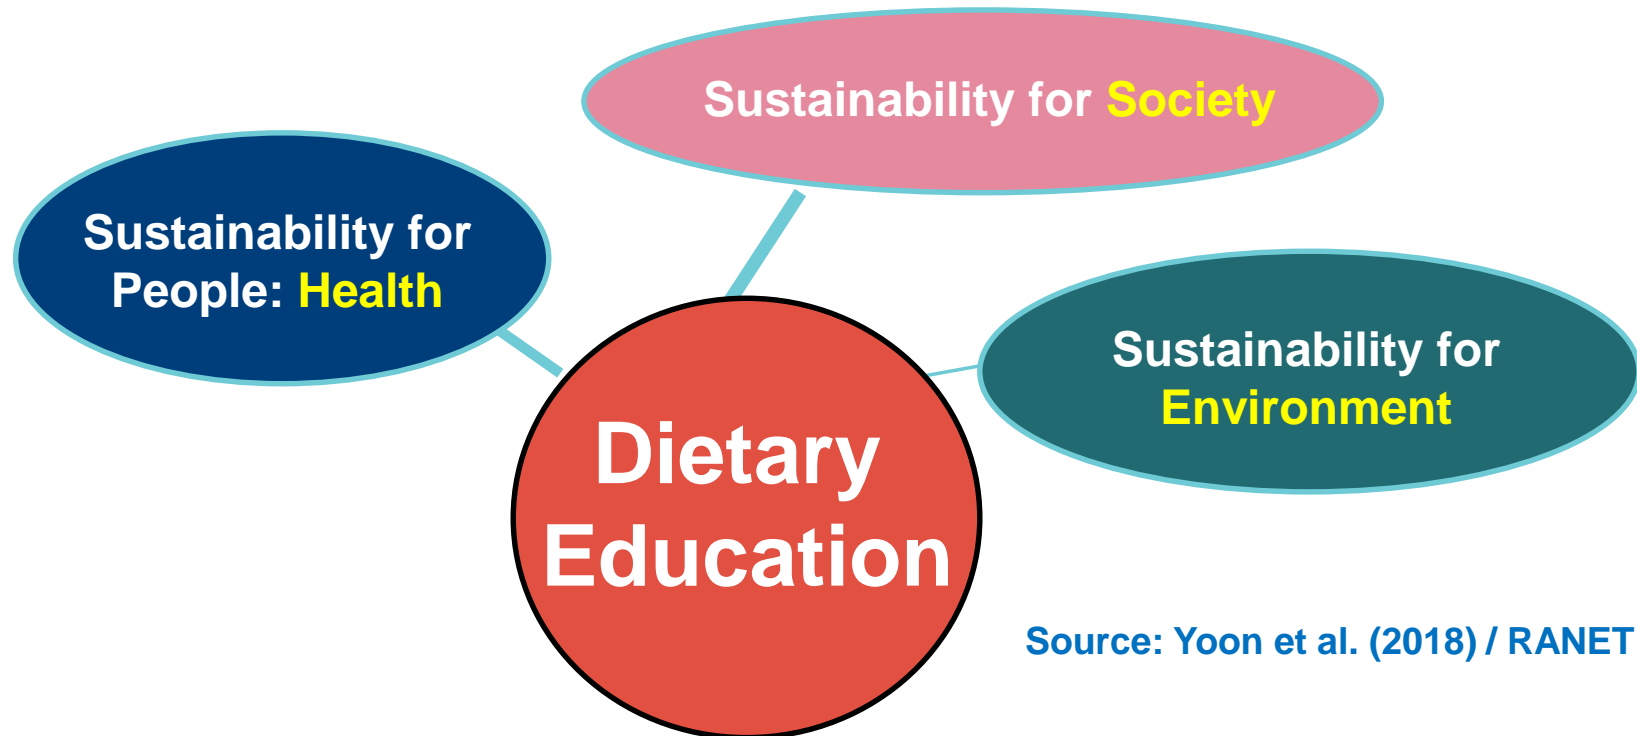 Sustainability for Society
Sustainability for
People: Health
Sustainability for
Environment
Dietary
Education
Source: Yoon et al. (2018) / RANET